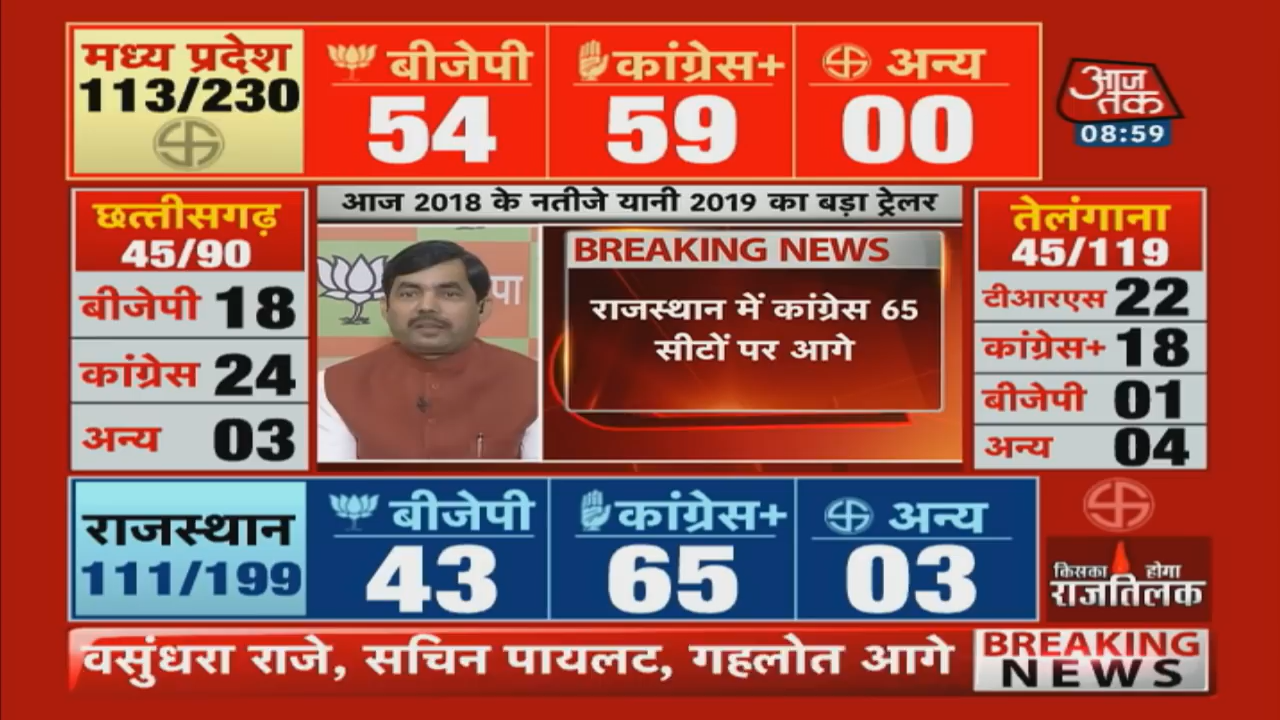 मध्य प्रदेश
113/230
बीजेपी
54
कांग्रेस+
59
अन्य
00
आज तक
08:59
छत्तीसगढ़
45/90
बीजेपी 18
कांग्रेस 24
अन्य 03
आज 2018 के नतीजे यानी 2019 का बड़ा ट्रेलर
पा
BREAKING NEWS
राजस्थान में कांग्रेस 65
सीटों पर आगे
तेलंगाना
45/119
टीआरएस 22
कांग्रेस+ 18
बीजेपी 01
अन्य 04
राजस्थान
111/199
बीजेपी
43
कांग्रेस+
65
अन्य
03
किसका होगा
राजतिलक
वसुंधरा राजे, सचिन पायलट, गहलोत आगे
BREAKING
NEWS